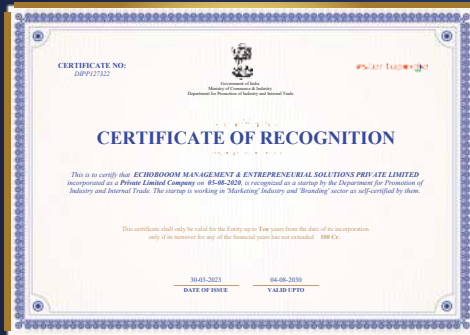 CERTIFICATE NO:
DIPP127322
Government of India
Ministry of Commerce & Industry
Department for Promotion of Industry and Internal Trade
CERTIFICATE OF RECOGNITION
This is to certify that ECHOBOOOM MANAGEMENT & ENTREPRENEURIAL SOLUTIONS PRIVATE LIMITED
incorporated as a Private Limited Company on 05-08-2020, is recognized as a startup by the Department for Promotion of
Industry and Internal Trade. The startup is working in 'Marketing' Industry and 'Branding' sector as self-certified by them.
This certificate shall only be valid for the Entity up to Ten years from the date of its incorporation
only if its turnover for any of the financial years has not exceeded 100 Cr.
30-03-2023
04-08-2030
DATE OF ISSUE
VALID UPTO